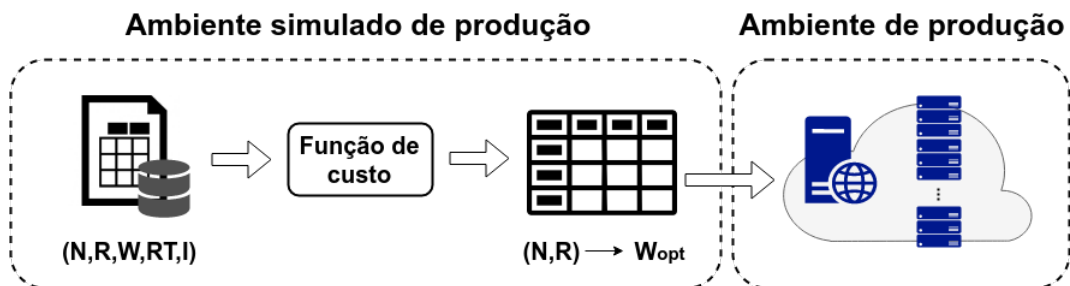 Ambiente simulado de produção
Ambiente de produção
Função de
custo
(N,R,W,RT,I)
(N,R) ⟶ Wopt